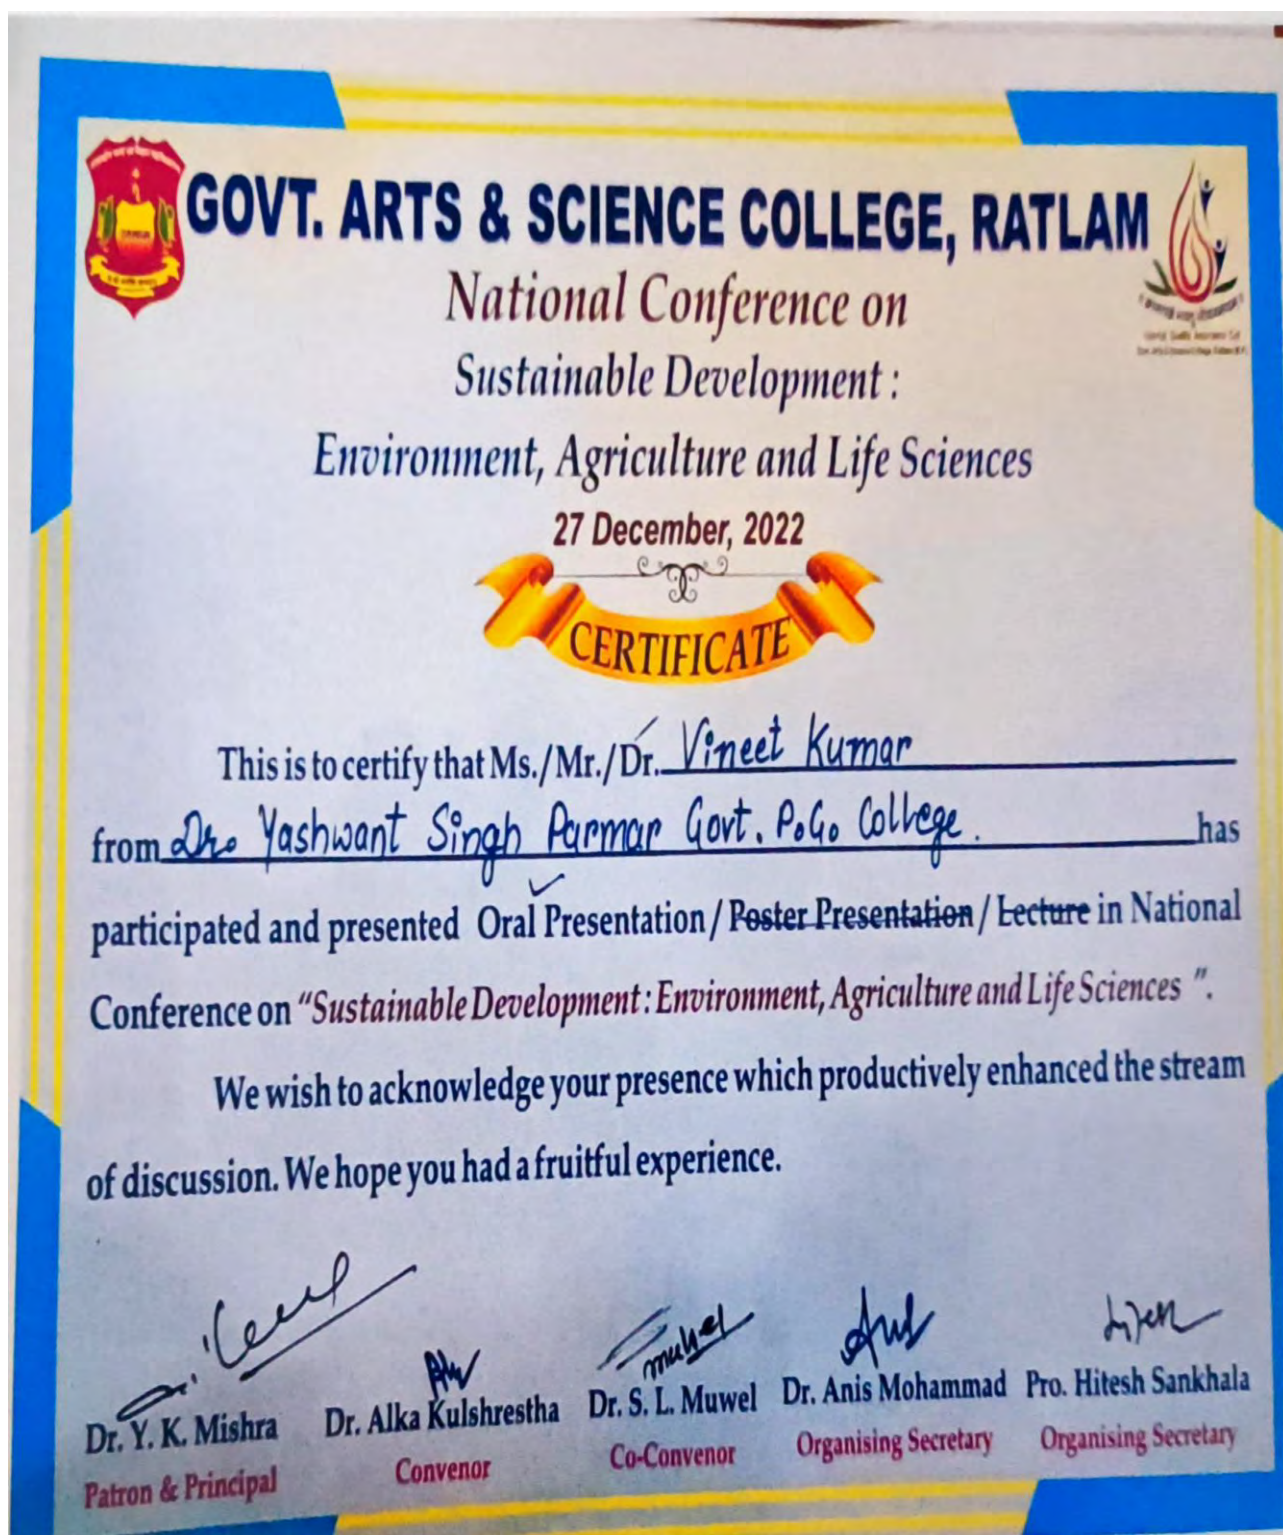 GOVT. ARTS & SCIENCE COLLEGE, RATLAM
National Conference on
Sustainable Development :
Environment, Agriculture and Life Sciences
27 December, 2022
CERTIFICATE
This is to certify that Ms./Mr./Dr. Vineet Kumar
from Dr. Yashwant Singh Parmar Govt. P.G. College. has
participated and presented Oral Presentation / Poster Presentation / Lecture in National
Conference on “Sustainable Development : Environment, Agriculture and Life Sciences ”.
We wish to acknowledge your presence which productively enhanced the stream
of discussion. We hope you had a fruitful experience.
Dr. Y. K. Mishra Dr. Alka Kulshrestha Dr. S. L. Muwel Dr. Anis Mohammad Pro. Hitesh Sankhala
Patron & Principal Convenor Co-Convenor Organising Secretary Organising Secretary